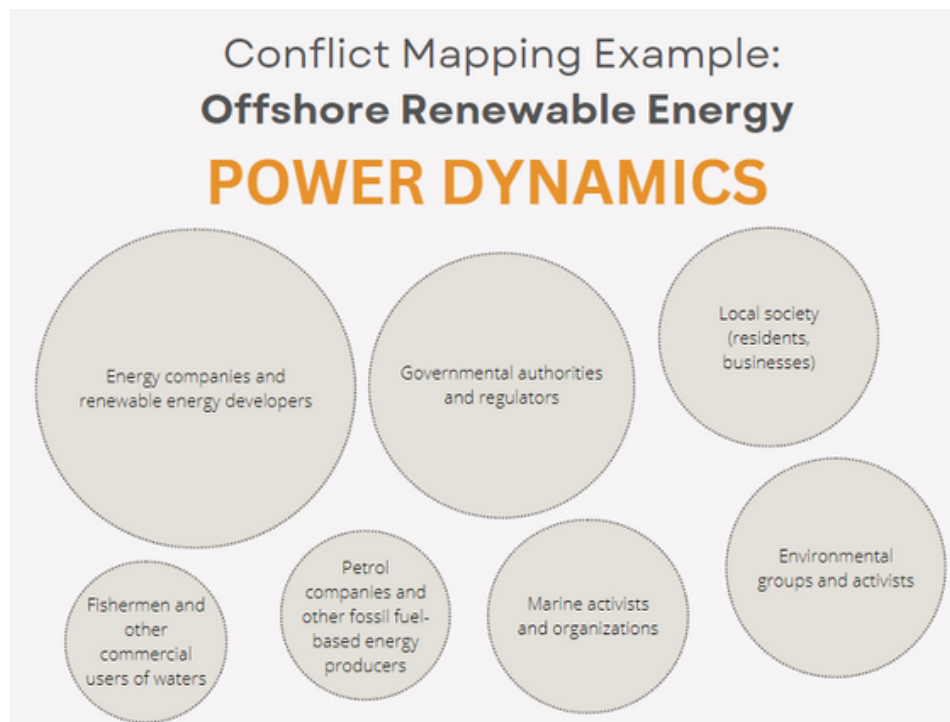 Conflict Mapping Example:
Offshore Renewable Energy
POWER DYNAMICS
Energy companies and
renewable energy developers
Governmental authorities
and regulators
Local society
(residents,
businesses)
Fishermen and
other
commercial
users of waters
Petrol
companies and
other fossil fuel-
based energy
producers
Marine activists
and organizations
Environmental
groups and activists